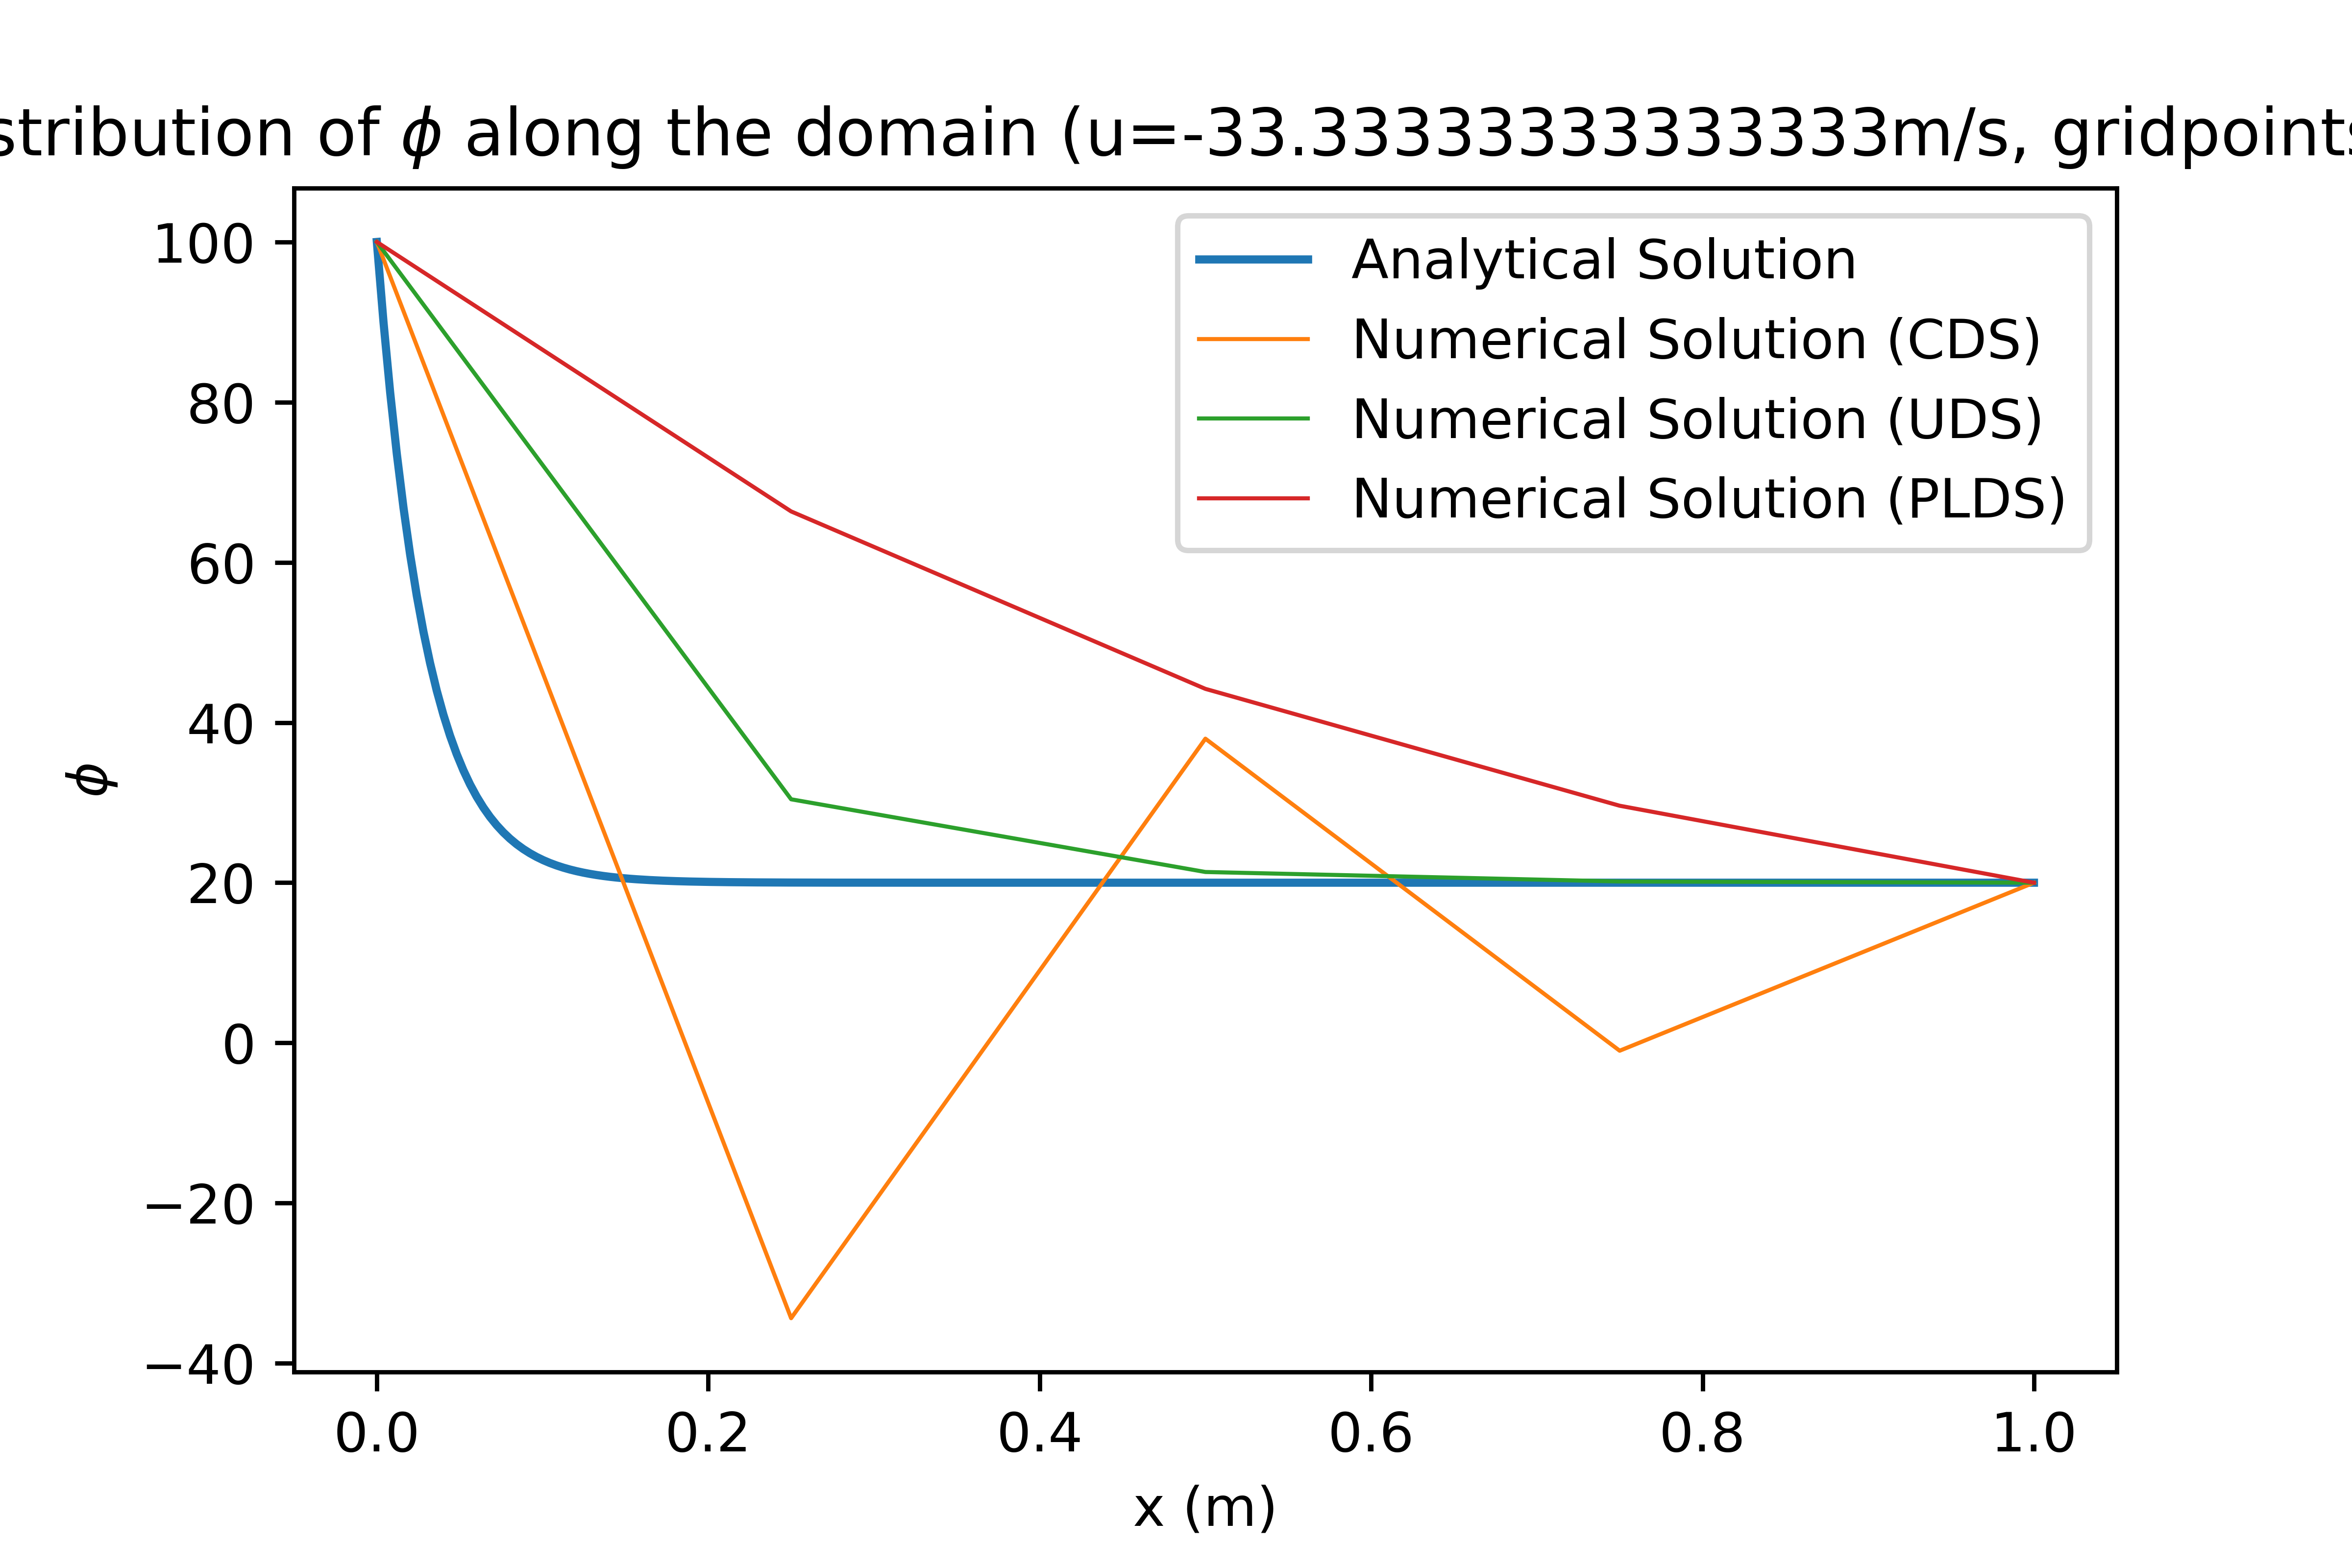 stribution of ϕ along the domain (u=-33.33333333333333m/s, gridpoints
Analytical Solution
Numerical Solution (CDS)
Numerical Solution (UDS)
Numerical Solution (PLDS)
100
80
60
40
20
0
−20
−40
ϕ
0.0 0.2 0.4 0.6 0.8 1.0
x (m)